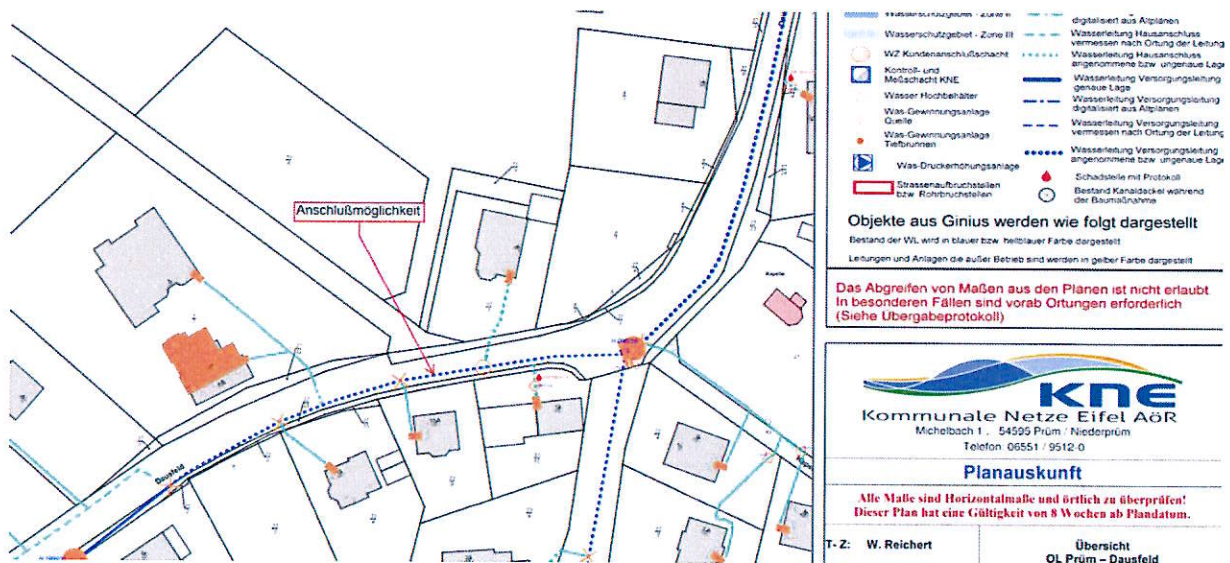 Anschlußmöglichkeit
Dausfeld
Kapelle
Wasserschutzgebiet - Zone II
Wasserschutzgebiet - Zone III
WZ Kundenanschlußschacht
Kontroll- und
Meßschacht KNE
Wasser Hochbehälter
Was-Gewinnungsanlage
Quelle
Was-Gewinnungsanlage
Tiefbrunnen
Was-Druckerhöhungsanlage
Strassenaufbruchstellen
bzw. Rohrbruchstellen
digitalisiert aus Altplänen
Wasserleitung Hausanschluss
vermessen nach Ortung der Leitung
Wasserleitung Hausanschluss
angenommene bzw. ungenaue Lage
Wasserleitung Versorgungsleitung
genaue Lage
Wasserleitung Versorgungsleitung
digitalisiert aus Altplänen
Wasserleitung Versorgungsleitung
vermessen nach Ortung der Leitung
Wasserleitung Versorgungsleitung
angenommene bzw. ungenaue Lage
Schadstelle mit Protokoll
Bestand Kanaldeckel während
der Baumaßnahme
Objekte aus Ginius werden wie folgt dargestellt
Bestand der WL wird in blauer bzw. hellblauer Farbe dargestellt
Leitungen und Anlagen die außer Betrieb sind werden in gelber Farbe dargestellt
Das Abgreifen von Maßen aus den Plänen ist nicht erlaubt
In besonderen Fällen sind vorab Ortungen erforderlich
(Siehe Übergabeprotokoll)
KNE
Kommunale Netze Eifel AöR
Michelbach 1 , 54595 Prüm / Niederprüm
Telefon: 06551 / 9512-0
Planauskunft
Alle Maße sind Horizontalmaße und örtlich zu überprüfen!
Dieser Plan hat eine Gültigkeit von 8 Wochen ab Plandatum.
T- Z: W. Reichert
Übersicht
OL Prüm – Dausfeld